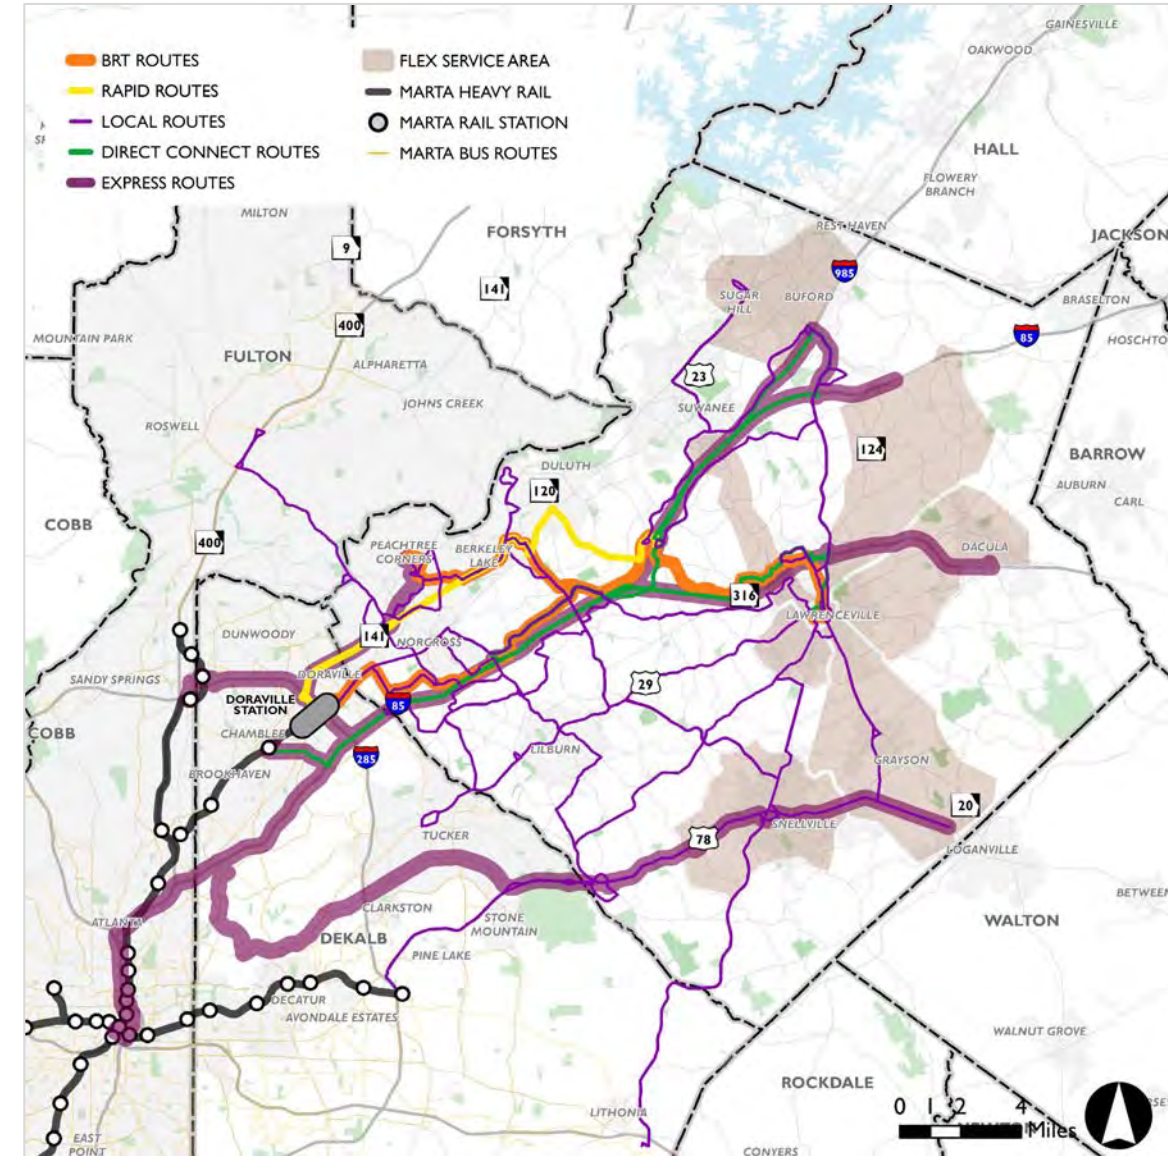 GAINESVILLE
OAKWOOD
BRT ROUTES
RAPID ROUTES
LOCAL ROUTES
DIRECT CONNECT ROUTES
EXPRESS ROUTES
FLEX SERVICE AREA
MARTA HEAVY RAIL
MARTA RAIL STATION
MARTA BUS ROUTES
HALL
FLOWERY
BRANCH
MILTON
REST HAVEN
FORSYTH
JACKSON
9
141
985
SUGAR
HILL
BUFORD
BRASELTON
400
85
HOSCHTO
MOUNTAIN PARK
FULTON
ALPHARETTA
23
JOHNS CREEK
SUWANEE
ROSWELL
124
BARROW
DULUTH
120
AUBURN
CARL
COBB
400
PEACHTREE
CORNERS
BERKELEY
LAKE
DACULA
316
LAWRENCEVILLE
DUNWOODY
141
NORGROSS
SANDY SPRINGS
DORAVILLE
29
DORAVILLE
STATION
85
COBB
CHAMBLEE
LILBURN
285
GRAYSON
BROOKHAVEN
20
TUCKER
SNELLVILLE
78
LOGANVILLE
BETWEEN
CLARKSTON
ATLANTA
STONE
MOUNTAIN
WALTON
DEKALB
PINE LAKE
DECATUR
AVONDALE ESTATES
WALNUT GROVE
ROCKDALE
0 1 2 4
Miles
LITHONIA
EAST
POINT
CONYERS